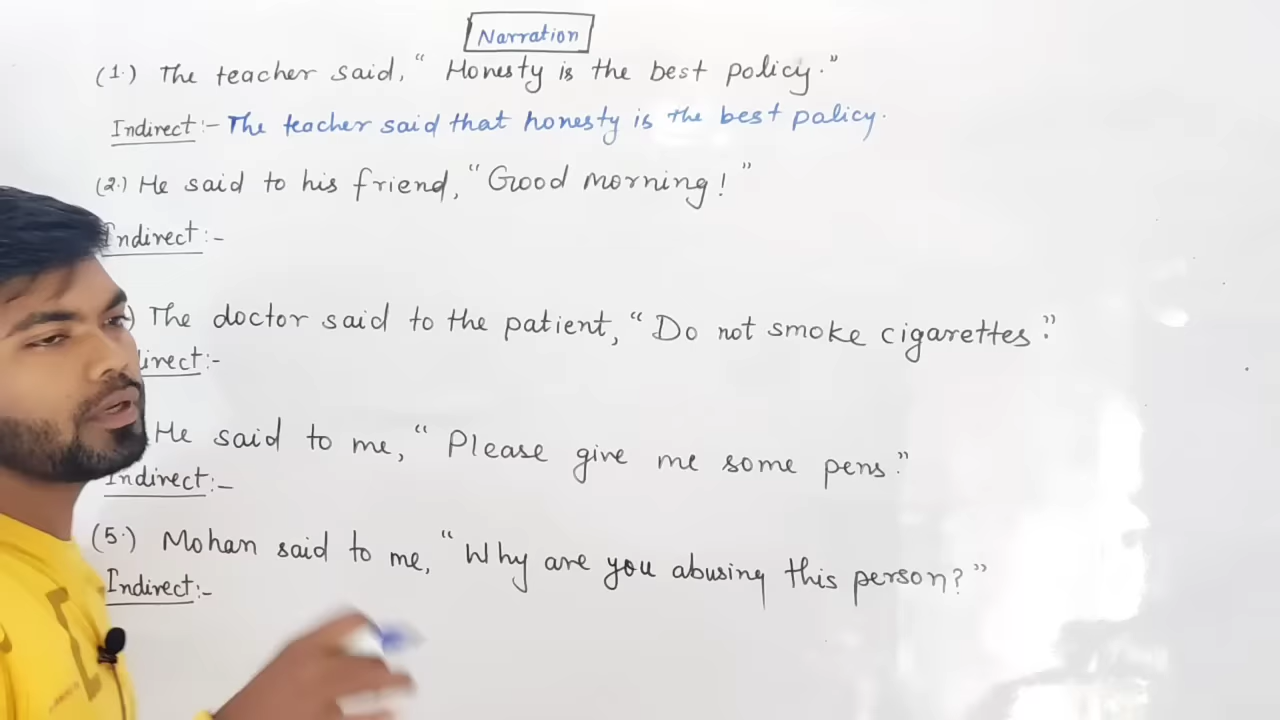 Narration
(1.) The teacher said, “Honesty is the best policy.”
Indirect:- The teacher said that honesty is the best policy.
(2.) He said to his friend, “Good morning!”
Indirect:-
) The doctor said to the patient, “Do not smoke cigarettes.”
direct:-
He said to me, “Please give me some pens.”
Indirect:-
(5.) Mohan said to me, “Why are you abusing this person?”
Indirect:-